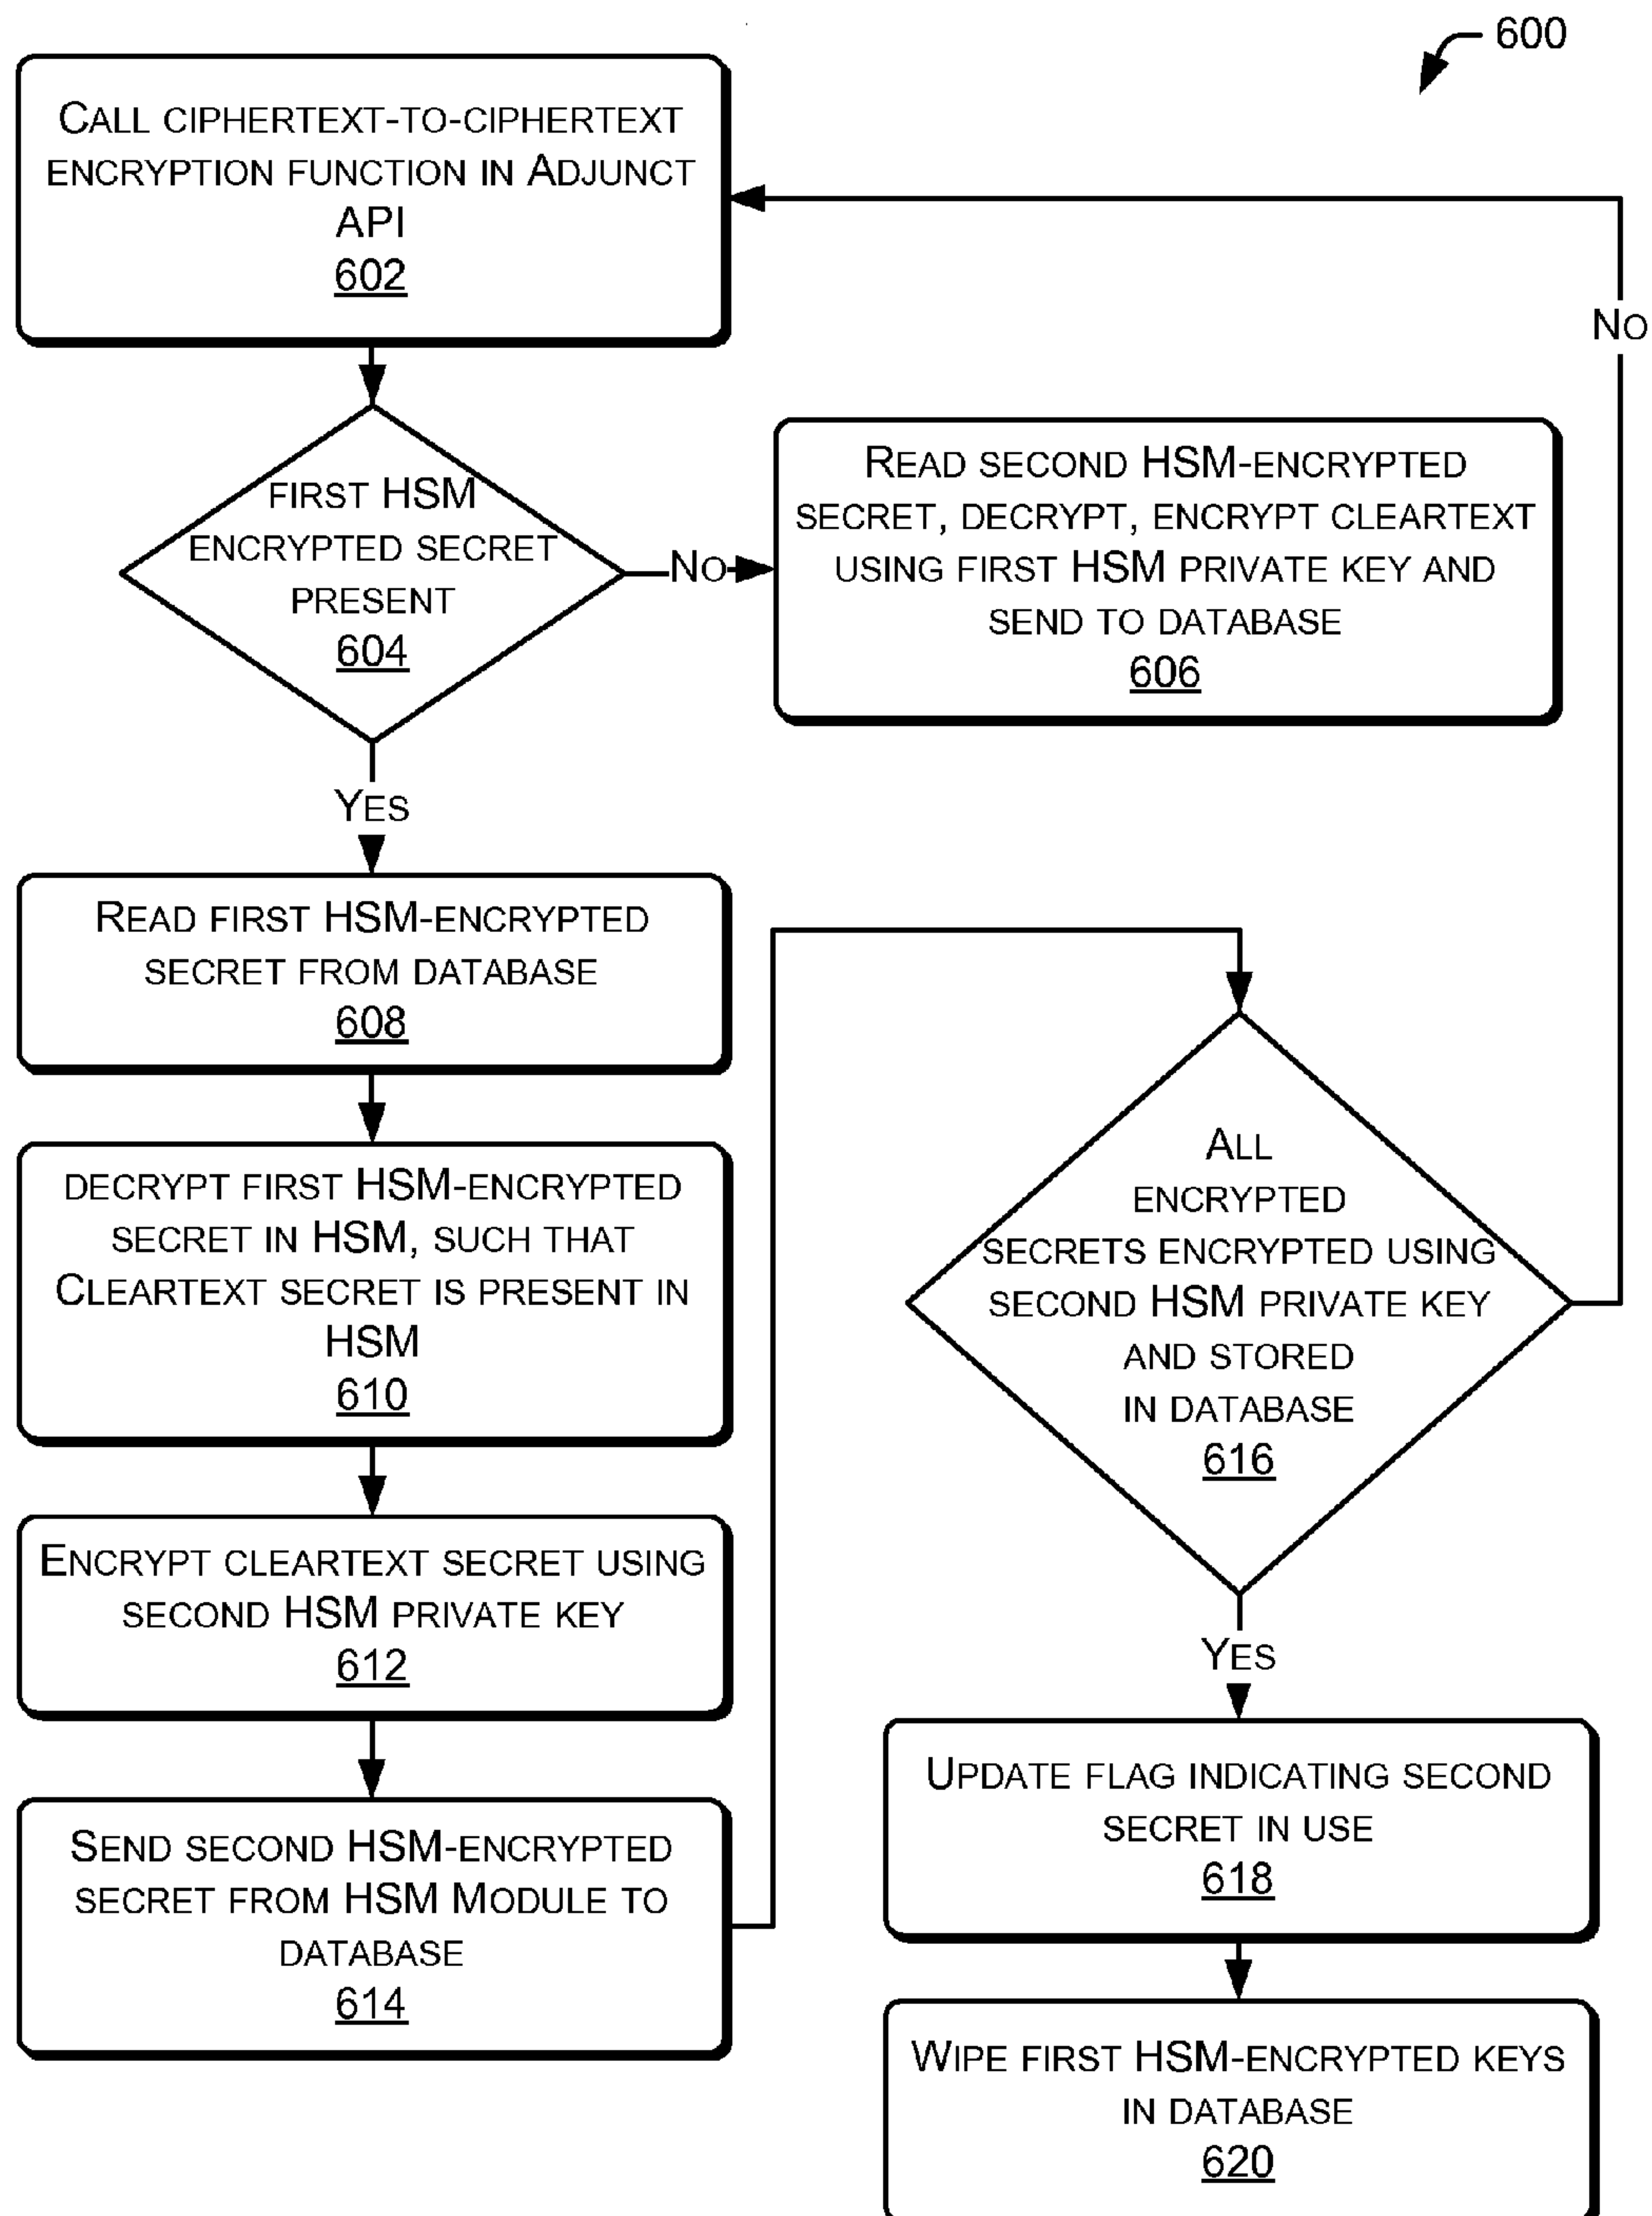 600
CALL CIPHERTEXT-TO-CIPHERTEXT
ENCRYPTION FUNCTION IN ADJUNCT
API
602
FIRST HSM
ENCRYPTED SECRET
PRESENT
604
NO
READ SECOND HSM-ENCRYPTED
SECRET, DECRYPT, ENCRYPT CLEARTEXT
USING FIRST HSM PRIVATE KEY AND
SEND TO DATABASE
606
YES
READ FIRST HSM-ENCRYPTED
SECRET FROM DATABASE
608
DECRYPT FIRST HSM-ENCRYPTED
SECRET IN HSM, SUCH THAT
CLEARTEXT SECRET IS PRESENT IN
HSM
610
ENCRYPT CLEARTEXT SECRET USING
SECOND HSM PRIVATE KEY
612
SEND SECOND HSM-ENCRYPTED
SECRET FROM HSM MODULE TO
DATABASE
614
ALL
ENCRYPTED
SECRETS ENCRYPTED USING
SECOND HSM PRIVATE KEY
AND STORED
IN DATABASE
616
NO
YES
UPDATE FLAG INDICATING SECOND
SECRET IN USE
618
WIPE FIRST HSM-ENCRYPTED KEYS
IN DATABASE
620